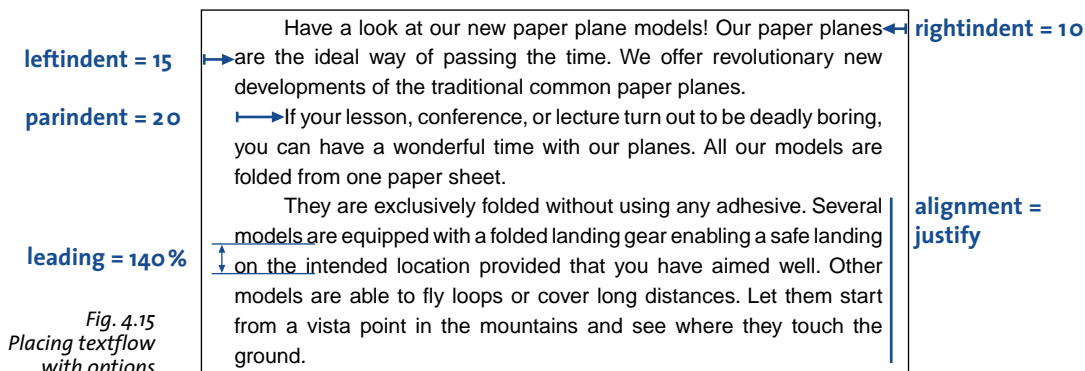 Have a look at our new paper plane models! Our paper planes
rightindent = 10
leftindent = 15
are the ideal way of passing the time. We offer revolutionary new
developments of the traditional common paper planes.
parindent = 20
If your lesson, conference, or lecture turn out to be deadly boring,
you can have a wonderful time with our planes. All our models are
folded from one paper sheet.
They are exclusively folded without using any adhesive. Several
alignment =
justify
models are equipped with a folded landing gear enabling a safe landing
leading = 140%
on the intended location provided that you have aimed well. Other
models are able to fly loops or cover long distances. Let them start
from a vista point in the mountains and see where they touch the
ground.
Fig. 4.15
Placing textflow
with options